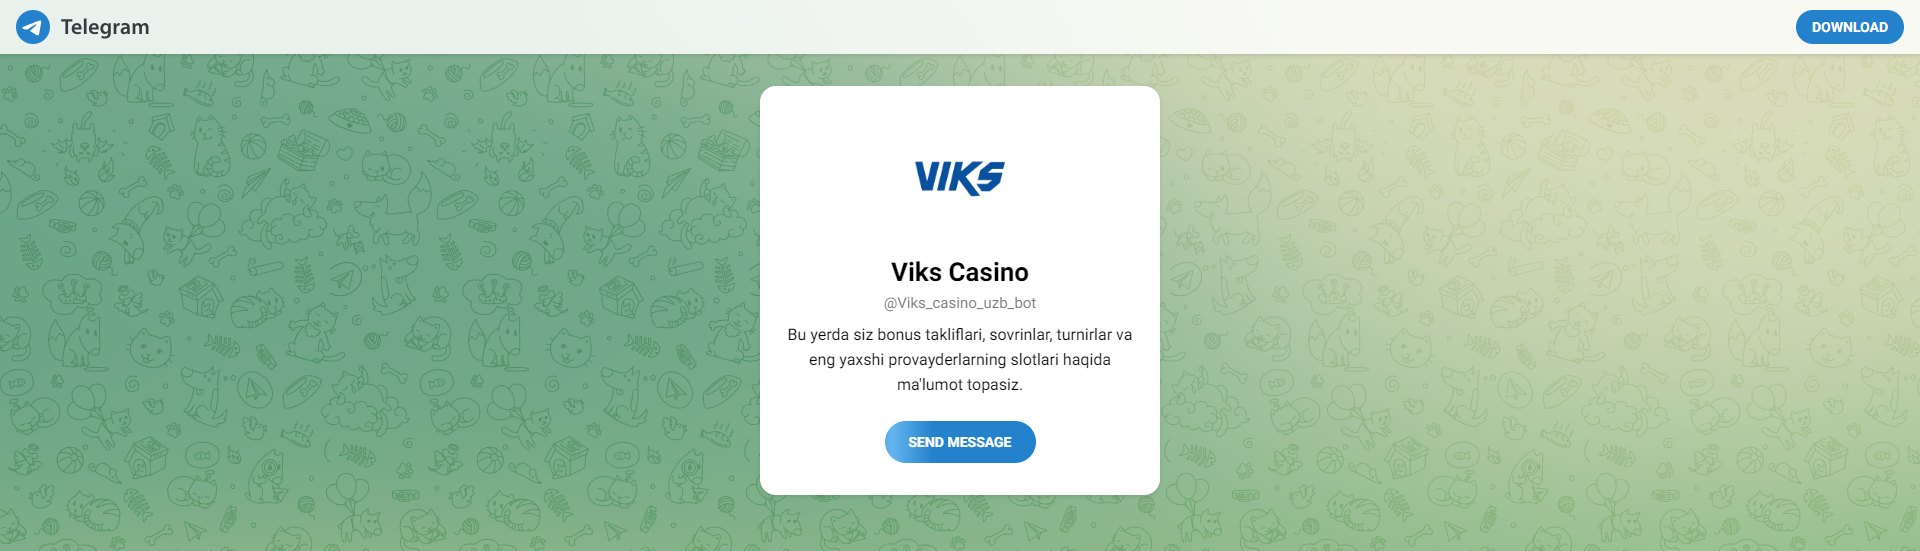 Telegram
DOWNLOAD
VIKS
Viks Casino
@Viks_casino_uzb_bot
Bu yerda siz bonus takliflari, sovrinlar, turnirlar va
eng yaxshi provayderlarning slotlari haqida
ma'lumot topasiz.
SEND MESSAGE